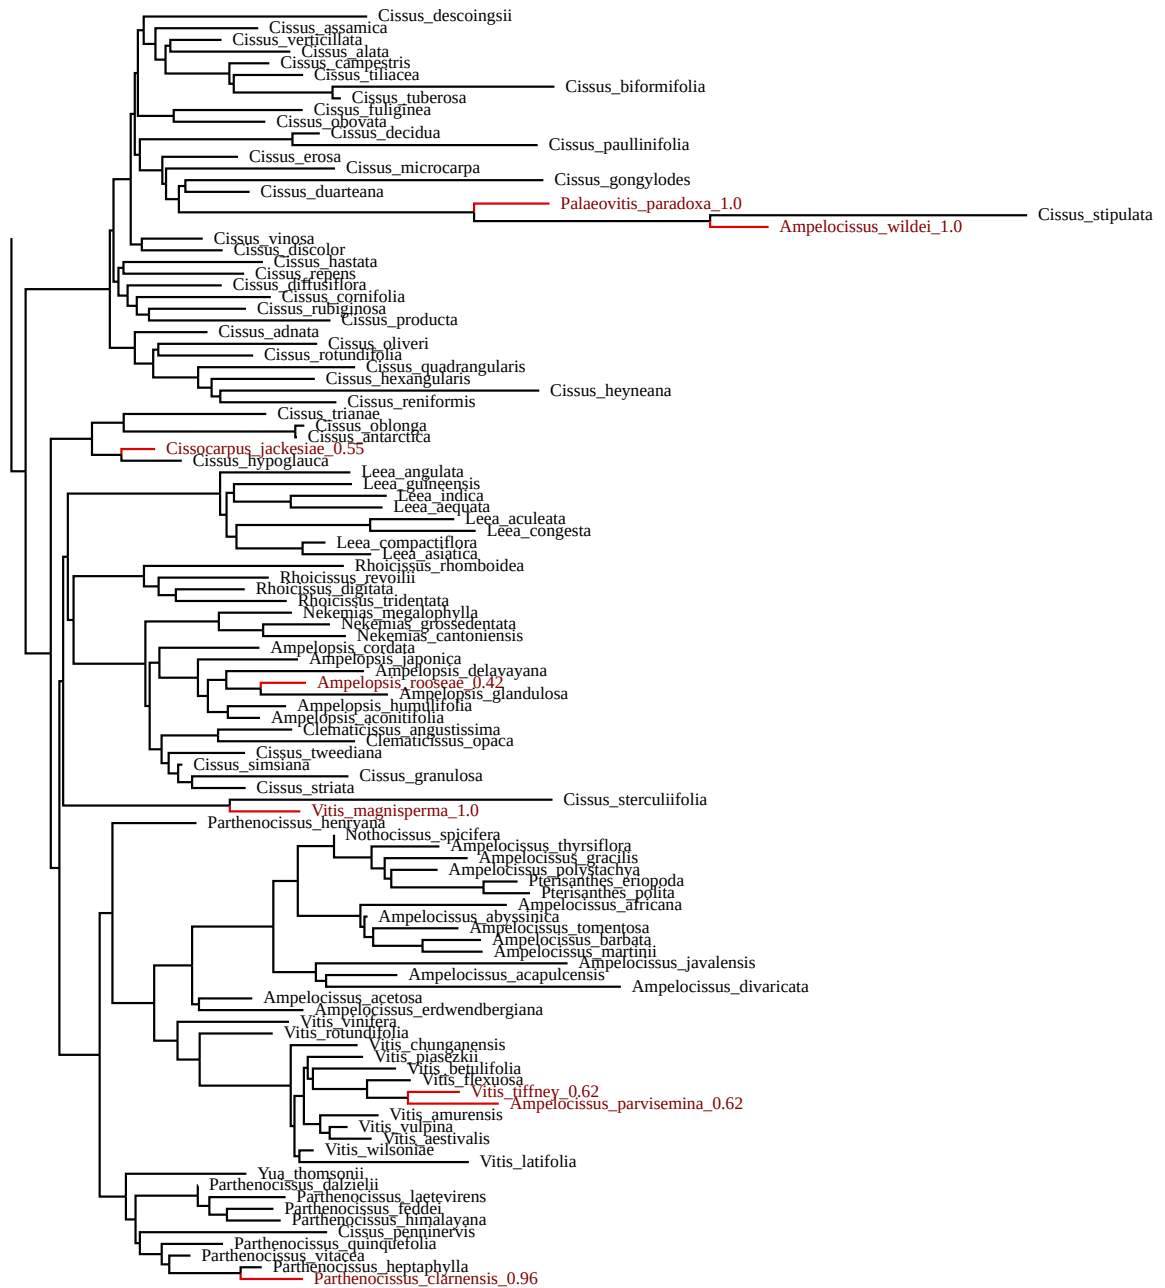 Cissus_descoingsii
Cissus_assamica
Cissus_verticillata
Cissus_alata
Cissus_campestris
Cissus_tiliacea
Cissus_biformifolia
Cissus_tuberosa
Cissus_fuliginea
Cissus_obovata
Cissus_decidua
Cissus_paullinifolia
Cissus_erosa
Cissus_microcarpa
Cissus_gongylodes
Cissus_duarteana
Palaeovitis_paradoxa_1.0
Cissus_stipulata
Ampelocissus_wildei_1.0
Cissus_vinosa
Cissus_discolor
Cissus_hastata
Cissus_repens
Cissus_diffusiflora
Cissus_cornifolia
Cissus_rubiginosa
Cissus_producta
Cissus_adnata
Cissus_oliveri
Cissus_rotundifolia
Cissus_quadrangularis
Cissus_hexangularis
Cissus_heyneana
Cissus_reniformis
Cissus_trianae
Cissus_oblonga
Cissus_antarctica
Cissocarpus_jackesiae_0.55
Cissus_hypoglauca
Leea_angulata
Leea_guineensis
Leea_indica
Leea_aequata
Leea_aculeata
Leea_congesta
Leea_compactiflora
Leea_asiatica
Rhoicissus_rhomboidea
Rhoicissus_revoilii
Rhoicissus_digitata
Rhoicissus_tridentata
Nekemias_megalophylla
Nekemias_grossedentata
Nekemias_cantoniensis
Ampelopsis_cordata
Ampelopsis_japonica
Ampelopsis_delavayana
Ampelopsis_rooseae_0.42
Ampelopsis_glandulosa
Ampelopsis_humulifolia
Ampelopsis_aconitifolia
Clematicissus_angustissima
Clematicissus_opaca
Cissus_tweediana
Cissus_simsiana
Cissus_granulosa
Cissus_striata
Cissus_sterculiifolia
Vitis_magnisperma_1.0
Parthenocissus_henryana
Nothocissus_spicifera
Ampelocissus_thyrsiflora
Ampelocissus_gracilis
Ampelocissus_polystachya
Pterisanthes_eriopoda
Pterisanthes_polita
Ampelocissus_africana
Ampelocissus_abyssinica
Ampelocissus_tomentosa
Ampelocissus_barbata
Ampelocissus_martinii
Ampelocissus_javalensis
Ampelocissus_acapulcensis
Ampelocissus_divaricata
Ampelocissus_acetosa
Ampelocissus_erdwendbergiana
Vitis_vinifera
Vitis_rotundifolia
Vitis_chunganensis
Vitis_piasezkii
Vitis_betulifolia
Vitis_flexuosa
Vitis_tiffney_0.62
Ampelocissus_parvisemina_0.62
Vitis_amurensis
Vitis_vulpina
Vitis_aestivalis
Vitis_wilsoniae
Vitis_latifolia
Yua_thomsonii
Parthenocissus_dalzielii
Parthenocissus_laetevirens
Parthenocissus_feddei
Parthenocissus_himalayana
Cissus_penninervis
Parthenocissus_quinquefolia
Parthenocissus_vitacea
Parthenocissus_heptaphylla
Parthenocissus_clarnensis_0.96